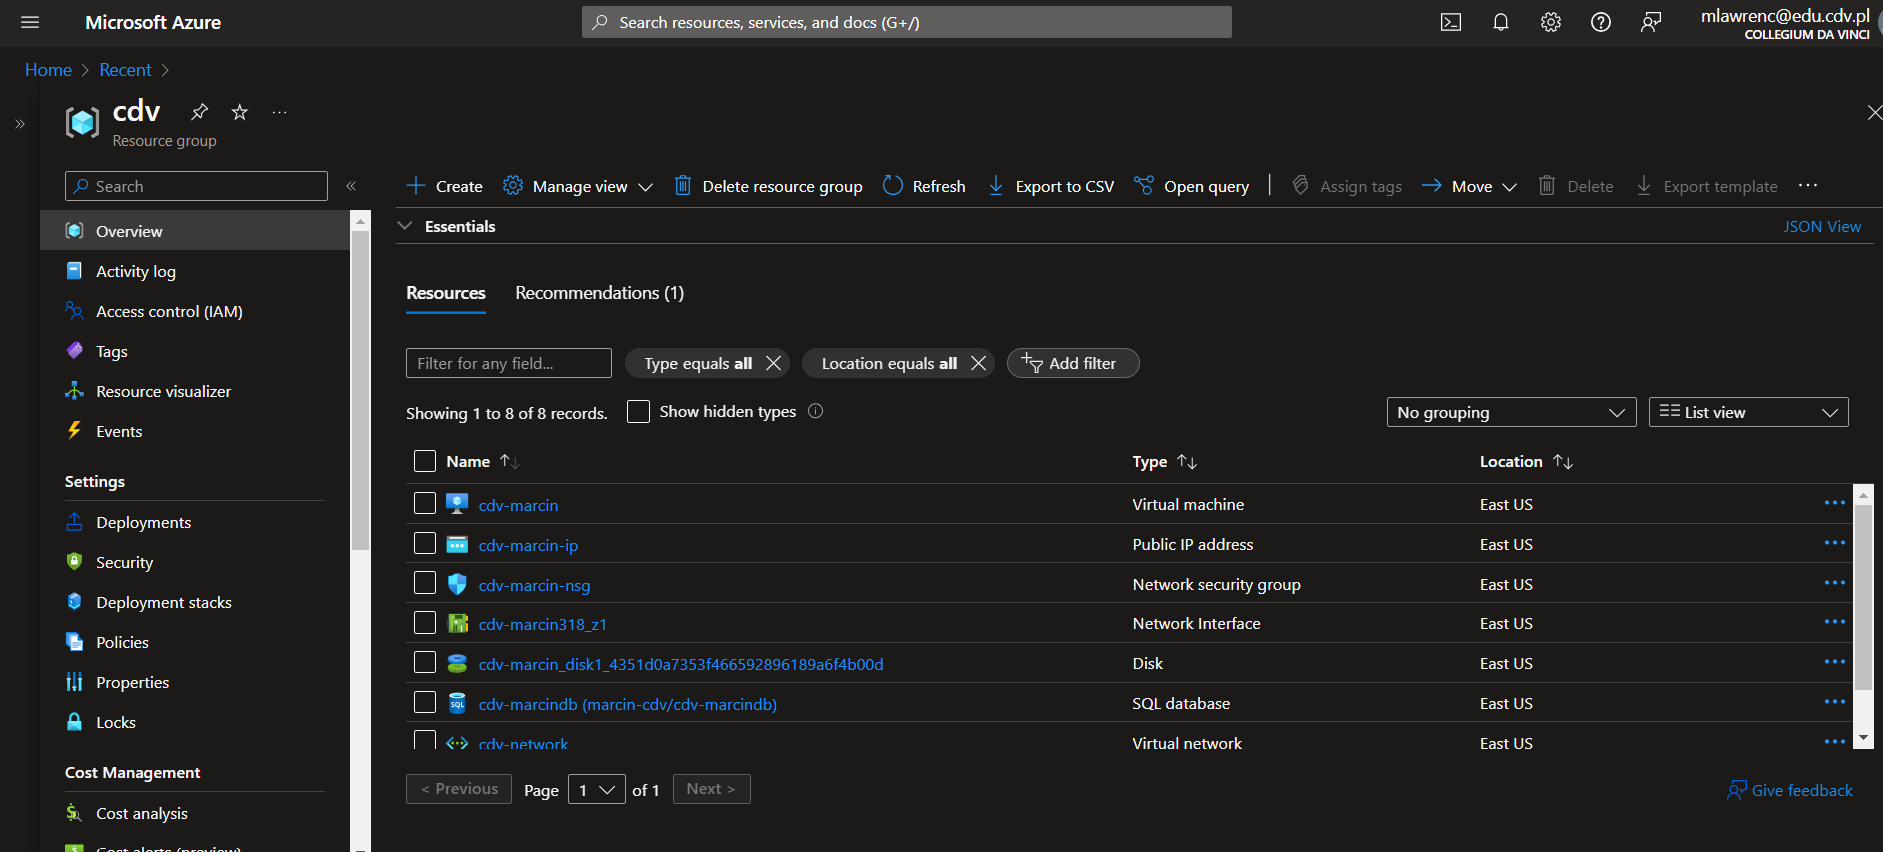 Microsoft Azure
Search resources, services, and docs (G+/)
mlawrenc@edu.cdv.pl
COLLEGIUM DA VINCI
Home > Recent >
cdv
Resource group
Search
Overview
Activity log
Access control (IAM)
Tags
Resource visualizer
Events
Settings
Deployments
Security
Deployment stacks
Policies
Properties
Locks
Cost Management
Cost analysis
Cost alerts (preview)
Create Manage view Delete resource group Refresh Export to CSV Open query Assign tags Move Delete Export template
Essentials JSON View
Resources Recommendations (1)
Filter for any field... Type equals all Location equals all Add filter
Showing 1 to 8 of 8 records. Show hidden types No grouping List view
Name Type Location
cdv-marcin Virtual machine East US
cdv-marcin-ip Public IP address East US
cdv-marcin-nsg Network security group East US
cdv-marcin318_z1 Network Interface East US
cdv-marcin_disk1_4351d0a7353f466592896189a6f4b00d Disk East US
SQL cdv-marcindb (marcin-cdv/cdv-marcindb) SQL database East US
cdv-network Virtual network East US
< Previous Page 1 of 1 Next >
Give feedback